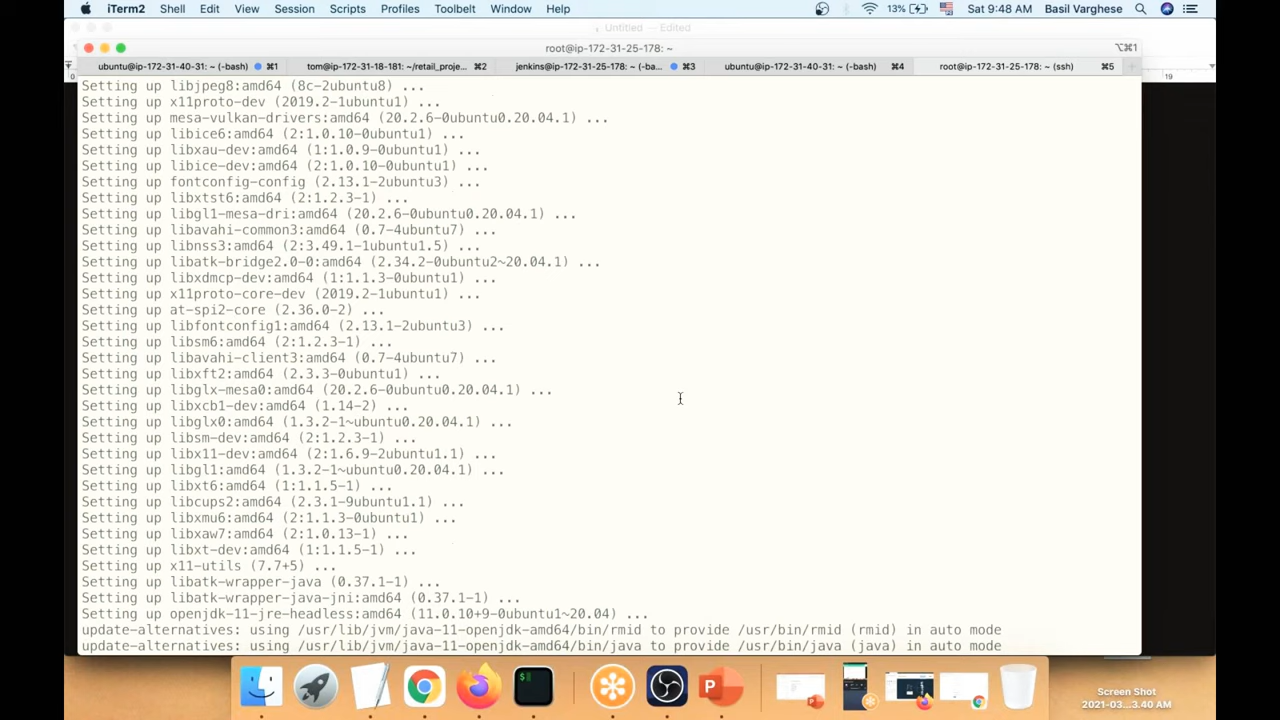 iTerm2 Shell Edit View Session Scripts Profiles Toolbelt Window Help 13% Sat 9:48 AM Basil Varghese
Untitled — Edited
root@ip-172-31-25-178: ~ ⌥⌘1
ubuntu@ip-172-31-40-31: ~ (-bash) ⌘1 tom@ip-172-31-18-181: ~/retail_proje... ⌘2 jenkins@ip-172-31-40-31: ~ (-ba... ⌘3 ubuntu@ip-172-31-40-31: ~ (-bash) ⌘4 root@ip-172-31-25-178: ~ (ssh) ⌘5
0 19
Setting up libjpeg8:amd64 (8c-2ubuntu8) ...
Setting up x11proto-dev (2019.2-1ubuntu1) ...
Setting up mesa-vulkan-drivers:amd64 (20.2.6-0ubuntu0.20.04.1) ...
Setting up libice6:amd64 (2:1.0.10-0ubuntu1) ...
Setting up libxau-dev:amd64 (1:1.0.9-0ubuntu1) ...
Setting up libice-dev:amd64 (2:1.0.10-0ubuntu1) ...
Setting up fontconfig-config (2.13.1-2ubuntu3) ...
Setting up libxtst6:amd64 (2:1.2.3-1) ...
Setting up libgl1-mesa-dri:amd64 (20.2.6-0ubuntu0.20.04.1) ...
Setting up libavahi-common3:amd64 (0.7-4ubuntu7) ...
Setting up libnss3:amd64 (2:3.49.1-1ubuntu1.5) ...
Setting up libatk-bridge2.0-0:amd64 (2.34.2-0ubuntu2~20.04.1) ...
Setting up libxdmcp-dev:amd64 (1:1.1.3-0ubuntu1) ...
Setting up x11proto-core-dev (2019.2-1ubuntu1) ...
Setting up at-spi2-core (2.36.0-2) ...
Setting up libfontconfig1:amd64 (2.13.1-2ubuntu3) ...
Setting up libsm6:amd64 (2:1.2.3-1) ...
Setting up libavahi-client3:amd64 (0.7-4ubuntu7) ...
Setting up libxft2:amd64 (2.3.3-0ubuntu1) ...
Setting up libglx-mesa0:amd64 (20.2.6-0ubuntu0.20.04.1) ...
Setting up libxcb1-dev:amd64 (1.14-2) ...
Setting up libglx0:amd64 (1.3.2-1~ubuntu0.20.04.1) ...
Setting up libsm-dev:amd64 (2:1.2.3-1) ...
Setting up libx11-dev:amd64 (2:1.6.9-2ubuntu1.1) ...
Setting up libgl1:amd64 (1.3.2-1~ubuntu0.20.04.1) ...
Setting up libxt6:amd64 (1:1.1.5-1) ...
Setting up libcups2:amd64 (2.3.1-9ubuntu1.1) ...
Setting up libxmu6:amd64 (2:1.1.3-0ubuntu1) ...
Setting up libxaw7:amd64 (2:1.0.13-1) ...
Setting up libxt-dev:amd64 (1:1.1.5-1) ...
Setting up x11-utils (7.7+5) ...
Setting up libatk-wrapper-java (0.37.1-1) ...
Setting up libatk-wrapper-java-jni:amd64 (0.37.1-1) ...
Setting up openjdk-11-jre-headless:amd64 (11.0.10+9-0ubuntu1~20.04) ...
update-alternatives: using /usr/lib/jvm/java-11-openjdk-amd64/bin/rmid to provide /usr/bin/rmid (rmid) in auto mode
update-alternatives: using /usr/lib/jvm/java-11-openjdk-amd64/bin/java to provide /usr/bin/java (java) in auto mode
$ P
Screen Shot
2021-03...3.40 AM